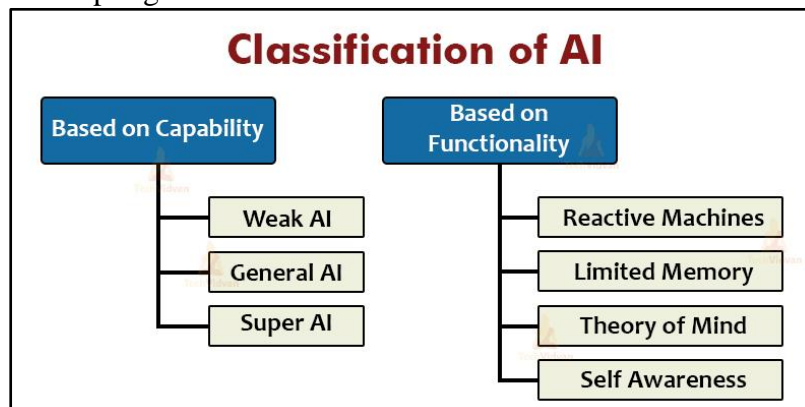 Classification of AI
Based on Capability
Weak AI
General AI
Super AI
Based on
Functionality
Reactive Machines
Limited Memory
Theory of Mind
Self Awareness